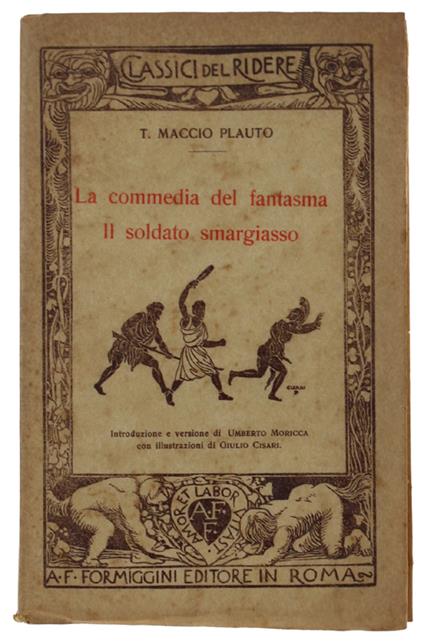 CLASSICI DEL RIDERE
T. MACCIO PLAUTO
La commedia del fantasma
Il soldato smargiasso
CISARI
Introduzione e versione di UMBERTO MORICCA
con illustrazioni di GIULIO CISARI.
AMOR ET LABOR VITAT
A.F.
F.
A·F·FORMIGGINI EDITORE IN ROMA